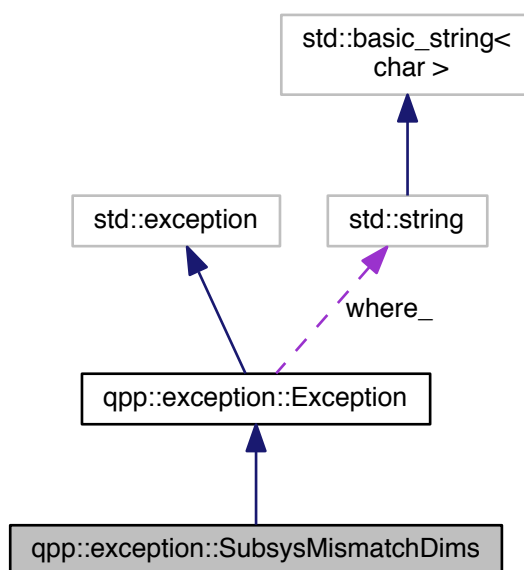 std::basic_string<
char >
std::exception
std::string
where_
qpp::exception::Exception
qpp::exception::SubsysMismatchDims